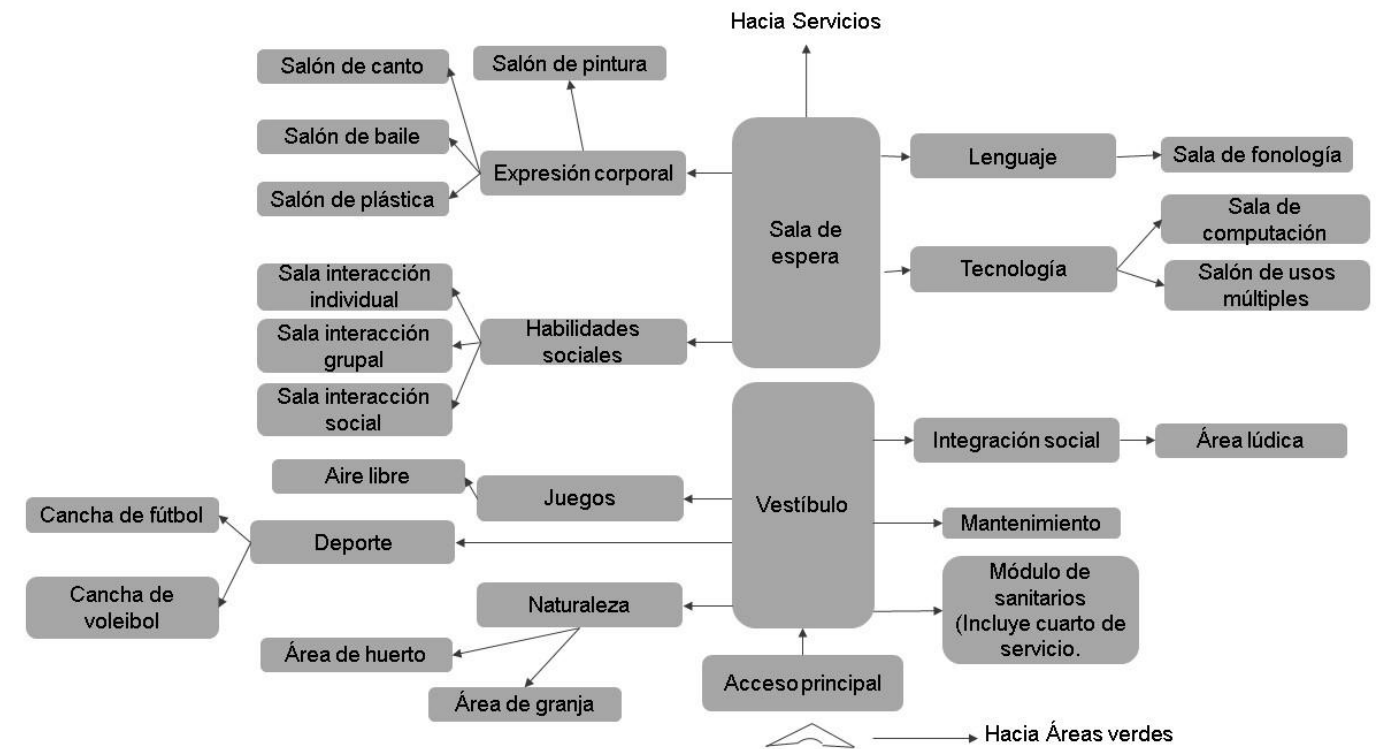 Hacia Servicios
Salón de canto
Salón de pintura
Salón de baile
Expresión corporal
Salón de plástica
Sala de
espera
Lenguaje
Sala de fonología
Tecnología
Sala de
computación
Salón de usos
múltiples
Sala interacción
individual
Sala interacción
grupal
Sala interacción
social
Habilidades
sociales
Vestíbulo
Integración social
Área lúdica
Aire libre
Juegos
Cancha de fútbol
Deporte
Cancha de
voleibol
Mantenimiento
Naturaleza
Módulo de
sanitarios
(Incluye cuarto de
servicio.
Área de huerto
Área de granja
Acceso principal
Hacia Áreas verdes